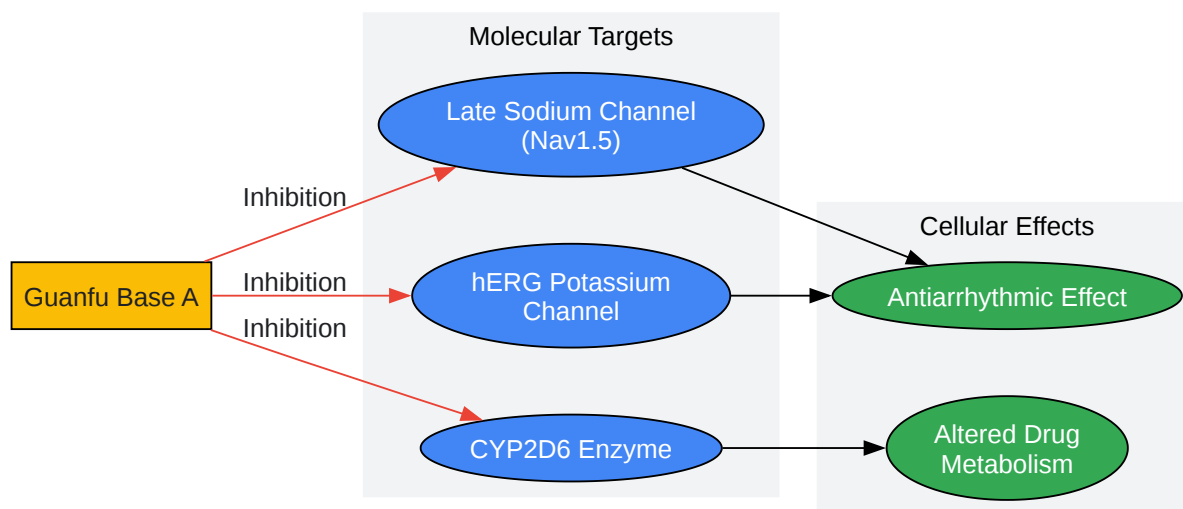 Molecular Targets
Late Sodium Channel
(Nav1.5)
Inhibition
Cellular Effects
Guanfu Base A
Inhibition
hERG Potassium
Channel
Antiarrhythmic Effect
Inhibition
CYP2D6 Enzyme
Altered Drug
Metabolism